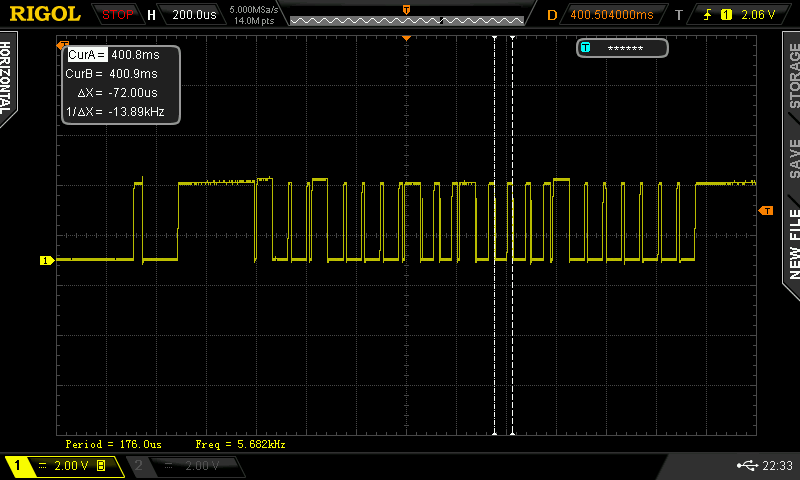 RIGOL STOP H 200.0us 5.000MSa/s 14.0M pts D 400.504000ms T 1 2.06 V
HORIZONTAL
CurA = 400.8ms
CurB = 400.9ms
ΔX = -72.00us
1/ΔX = -13.89kHz
T ******
T
STORAGE
SAVE
NEW FILE
T
1
Period = 176.0us Freq = 5.682kHz
1 2.00 V B 2 2.00 V 22:33